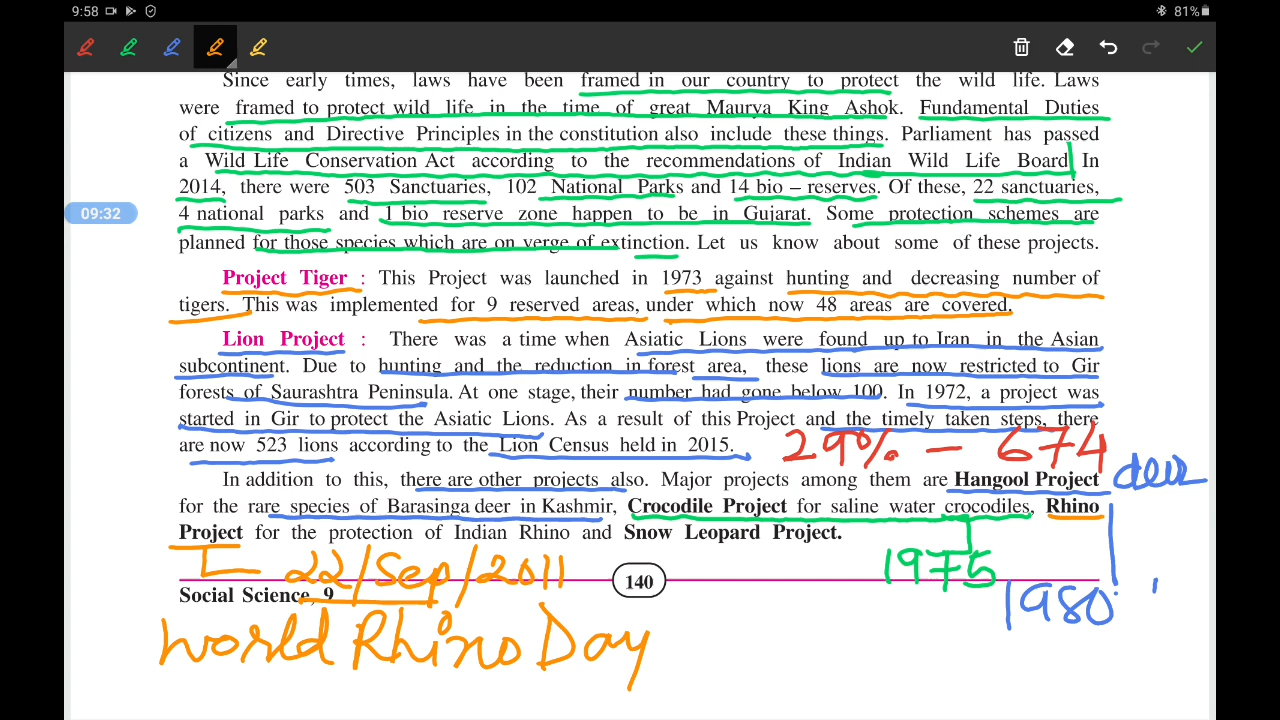 9:58
81%
Since early times, laws have been framed in our country to protect the wild life. Laws
were framed to protect wild life in the time of great Maurya King Ashok. Fundamental Duties
of citizens and Directive Principles in the constitution also include these things. Parliament has passed
a Wild Life Conservation Act according to the recommendations of Indian Wild Life Board In
2014, there were 503 Sanctuaries, 102 National Parks and 14 bio – reserves. Of these, 22 sanctuaries,
09:32
4 national parks and 1 bio reserve zone happen to be in Gujarat. Some protection schemes are
planned for those species which are on verge of extinction. Let us know about some of these projects.
Project Tiger : This Project was launched in 1973 against hunting and decreasing number of
tigers. This was implemented for 9 reserved areas, under which now 48 areas are covered.
Lion Project : There was a time when Asiatic Lions were found up to Iran in the Asian
subcontinent. Due to hunting and the reduction in forest area, these lions are now restricted to Gir
forests of Saurashtra Peninsula. At one stage, their number had gone below 100. In 1972, a project was
started in Gir to protect the Asiatic Lions. As a result of this Project and the timely taken steps, there
are now 523 lions according to the Lion Census held in 2015.
29% – 674
In addition to this, there are other projects also. Major projects among them are Hangool Project
deer
for the rare species of Barasinga deer in Kashmir, Crocodile Project for saline water crocodiles, Rhino
Project for the protection of Indian Rhino and Snow Leopard Project.
22/Sep/2011
1975
140
Social Science, 9
1980
World Rhino Day